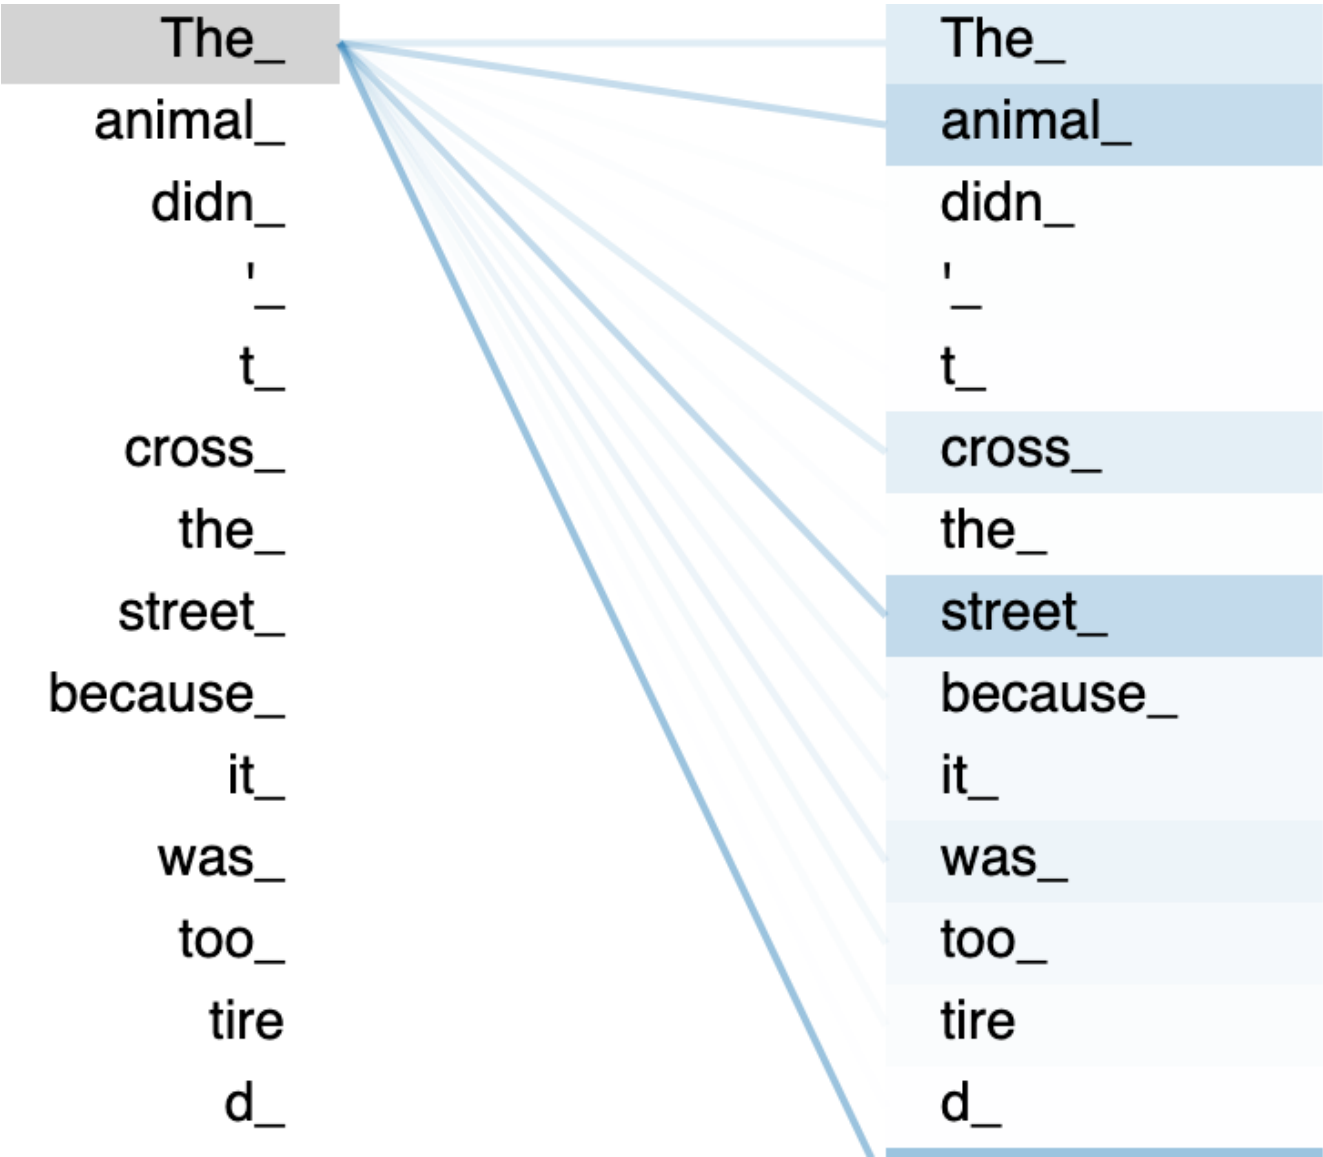 The_ The_
animal_ animal_
didn_ didn_
'_ '_
t_ t_
cross_ cross_
the_ the_
street_ street_
because_ because_
it_ it_
was_ was_
too_ too_
tire tire
d_ d_